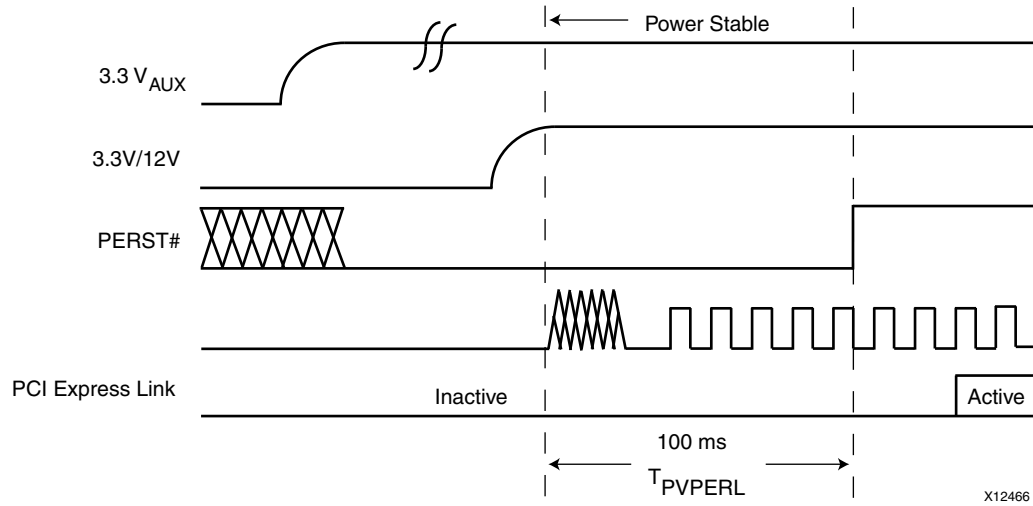 Power Stable
3.3 VAUX
3.3V/12V
PERST#
PCI Express Link
Inactive
Active
100 ms
TPVPERL
X12466